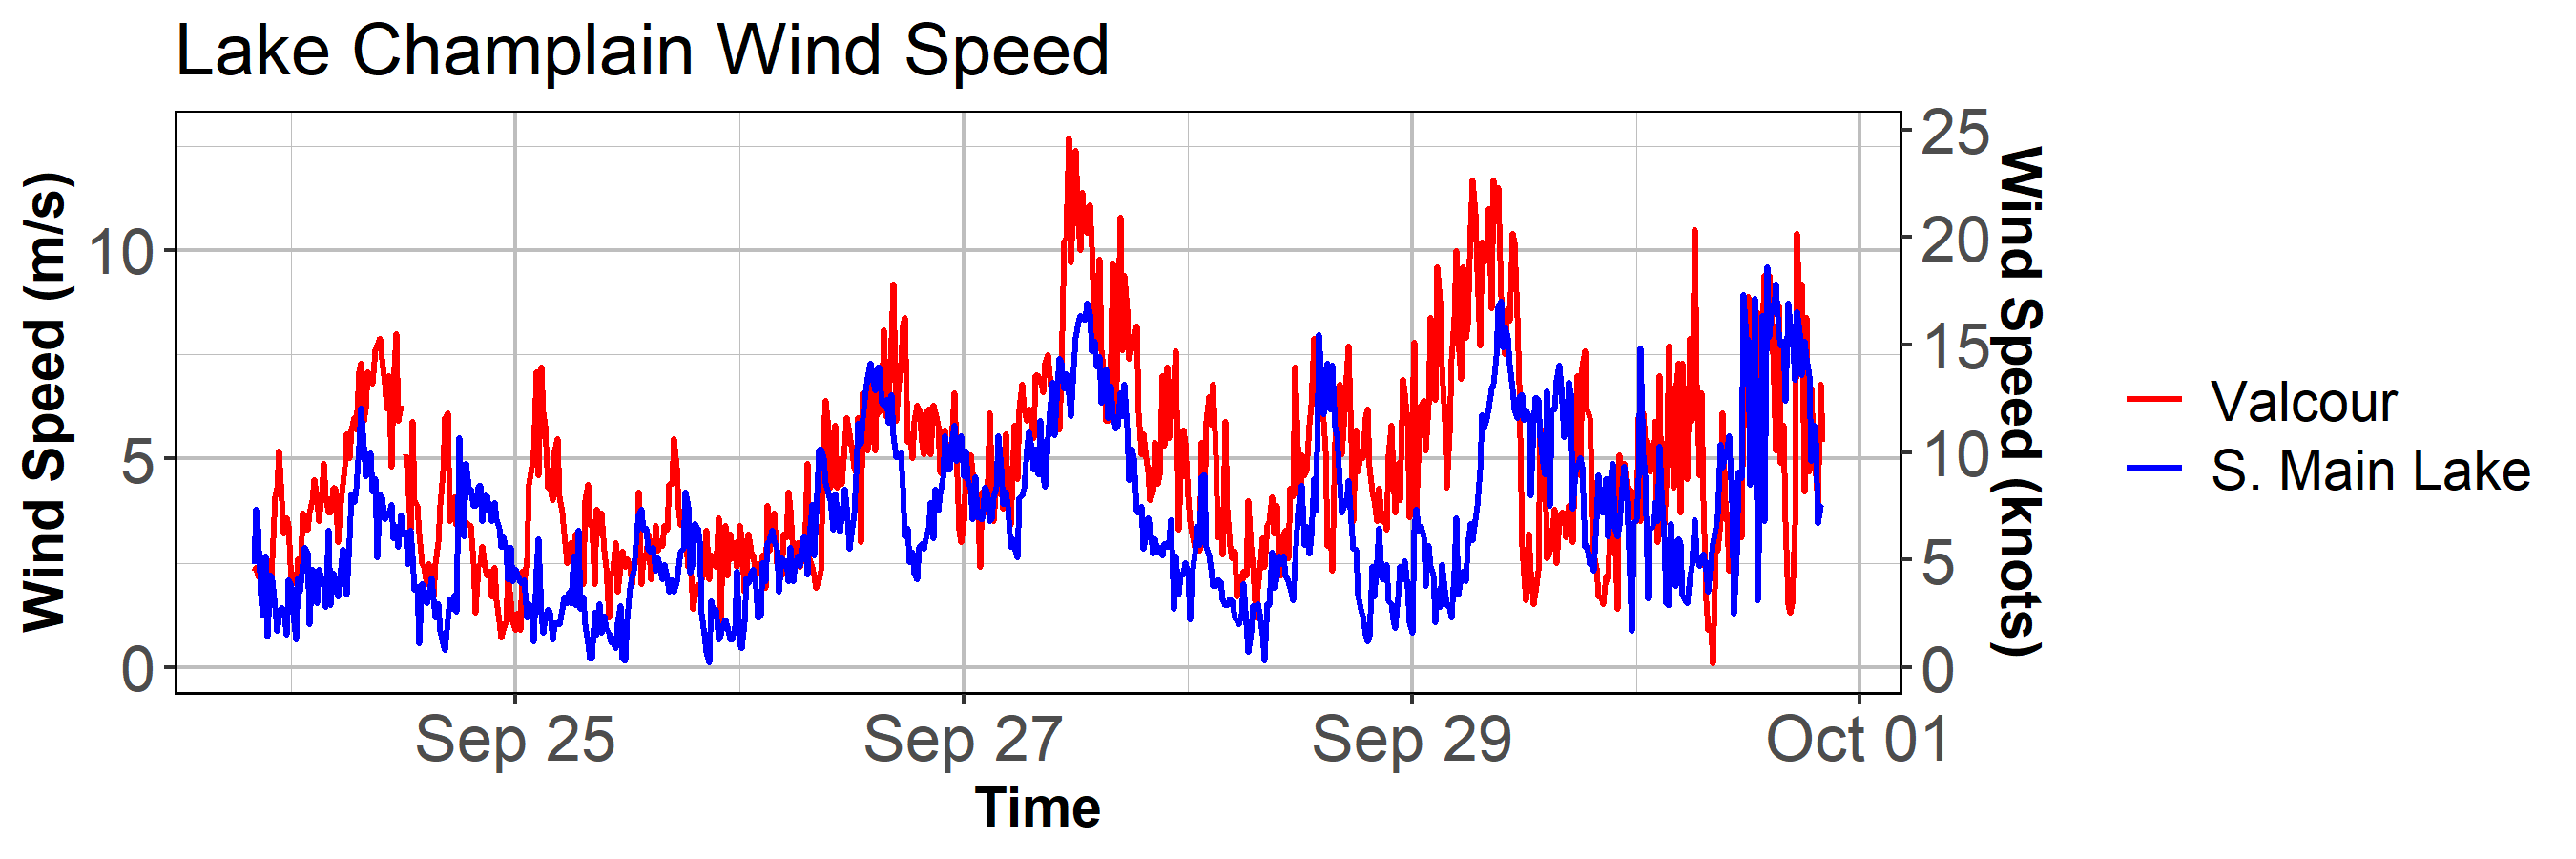 Lake Champlain Wind Speed
Wind Speed (m/s)
10
5
0
25
20
15
10
5
0
Wind Speed (knots)
Sep 25
Sep 27
Sep 29
Oct 01
Time
Valcour
S. Main Lake